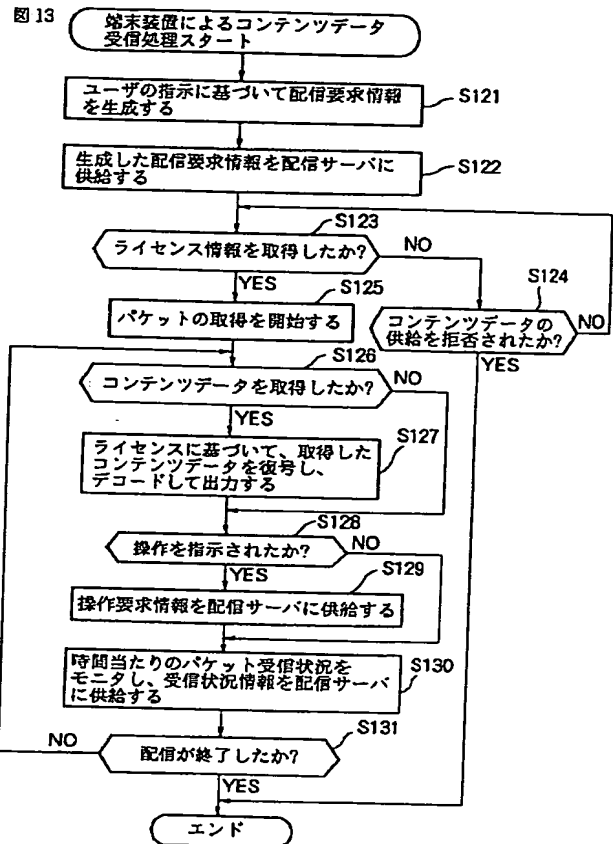 図13
端末装置によるコンテンツデータ
受信処理スタート
ユーザの指示に基づいて配信要求情報
を生成する
S121
生成した配信要求情報を配信サーバに
供給する
S122
S123
ライセンス情報を取得したか?
NO
YES
S124
コンテンツデータの
供給を拒否されたか?
NO
YES
S125
パケットの取得を開始する
S126
コンテンツデータを取得したか?
NO
YES
S127
ライセンスに基づいて、取得した
コンテンツデータを復号し、
デコードして出力する
S128
操作を指示されたか?
NO
YES
S129
操作要求情報を配信サーバに供給する
時間当たりのパケット受信状況を
モニタし、受信状況情報を配信サーバ
に供給する
S130
S131
配信が終了したか?
NO
YES
エンド